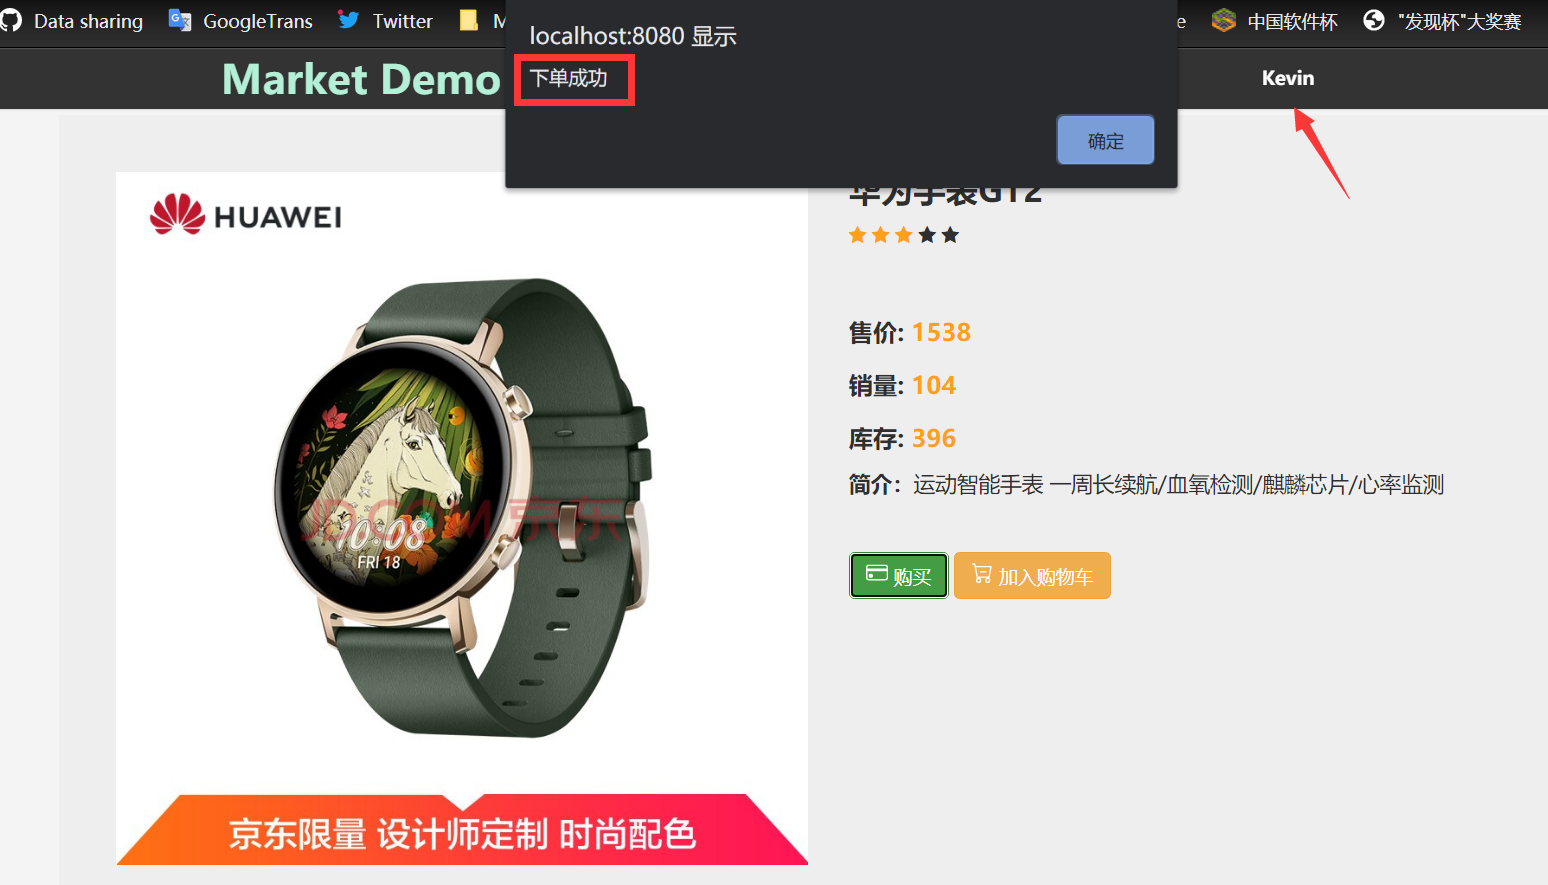 Data sharing
GoogleTrans
Twitter
M
e
中国软件杯
"发现杯"大奖赛
localhost:8080 显示
下单成功
确定
Market Demo
Kevin
HUAWEI
10:08
FRI 18
JD.COM 京东
京东限量 设计师定制 时尚配色
华为手表GT2
售价: 1538
销量: 104
库存: 396
简介：运动智能手表 一周长续航/血氧检测/麒麟芯片/心率监测
购买
加入购物车